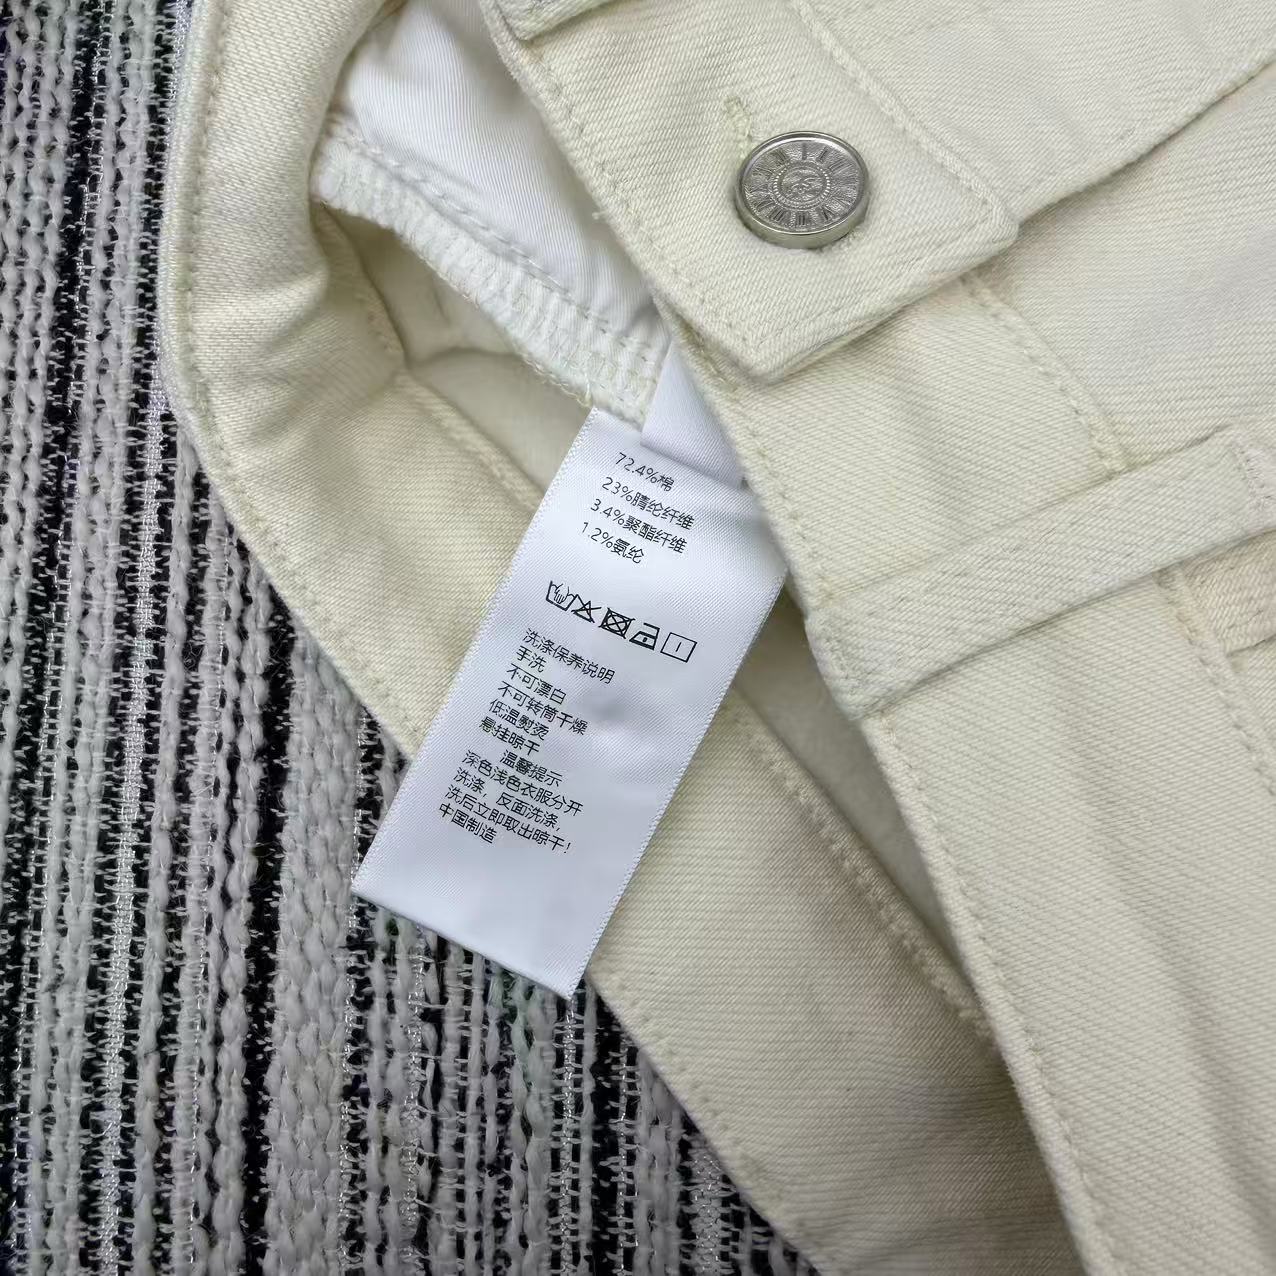 72.4%棉
23%腈纶纤维
3.4%聚酯纤维
1.2%氨纶
洗涤保养说明
手洗
不可漂白
不可转筒干燥
低温熨烫
悬挂晾干
温馨提示
深色浅色衣服分开
洗涤，反面洗涤，
洗后立即取出晾干！
中国制造